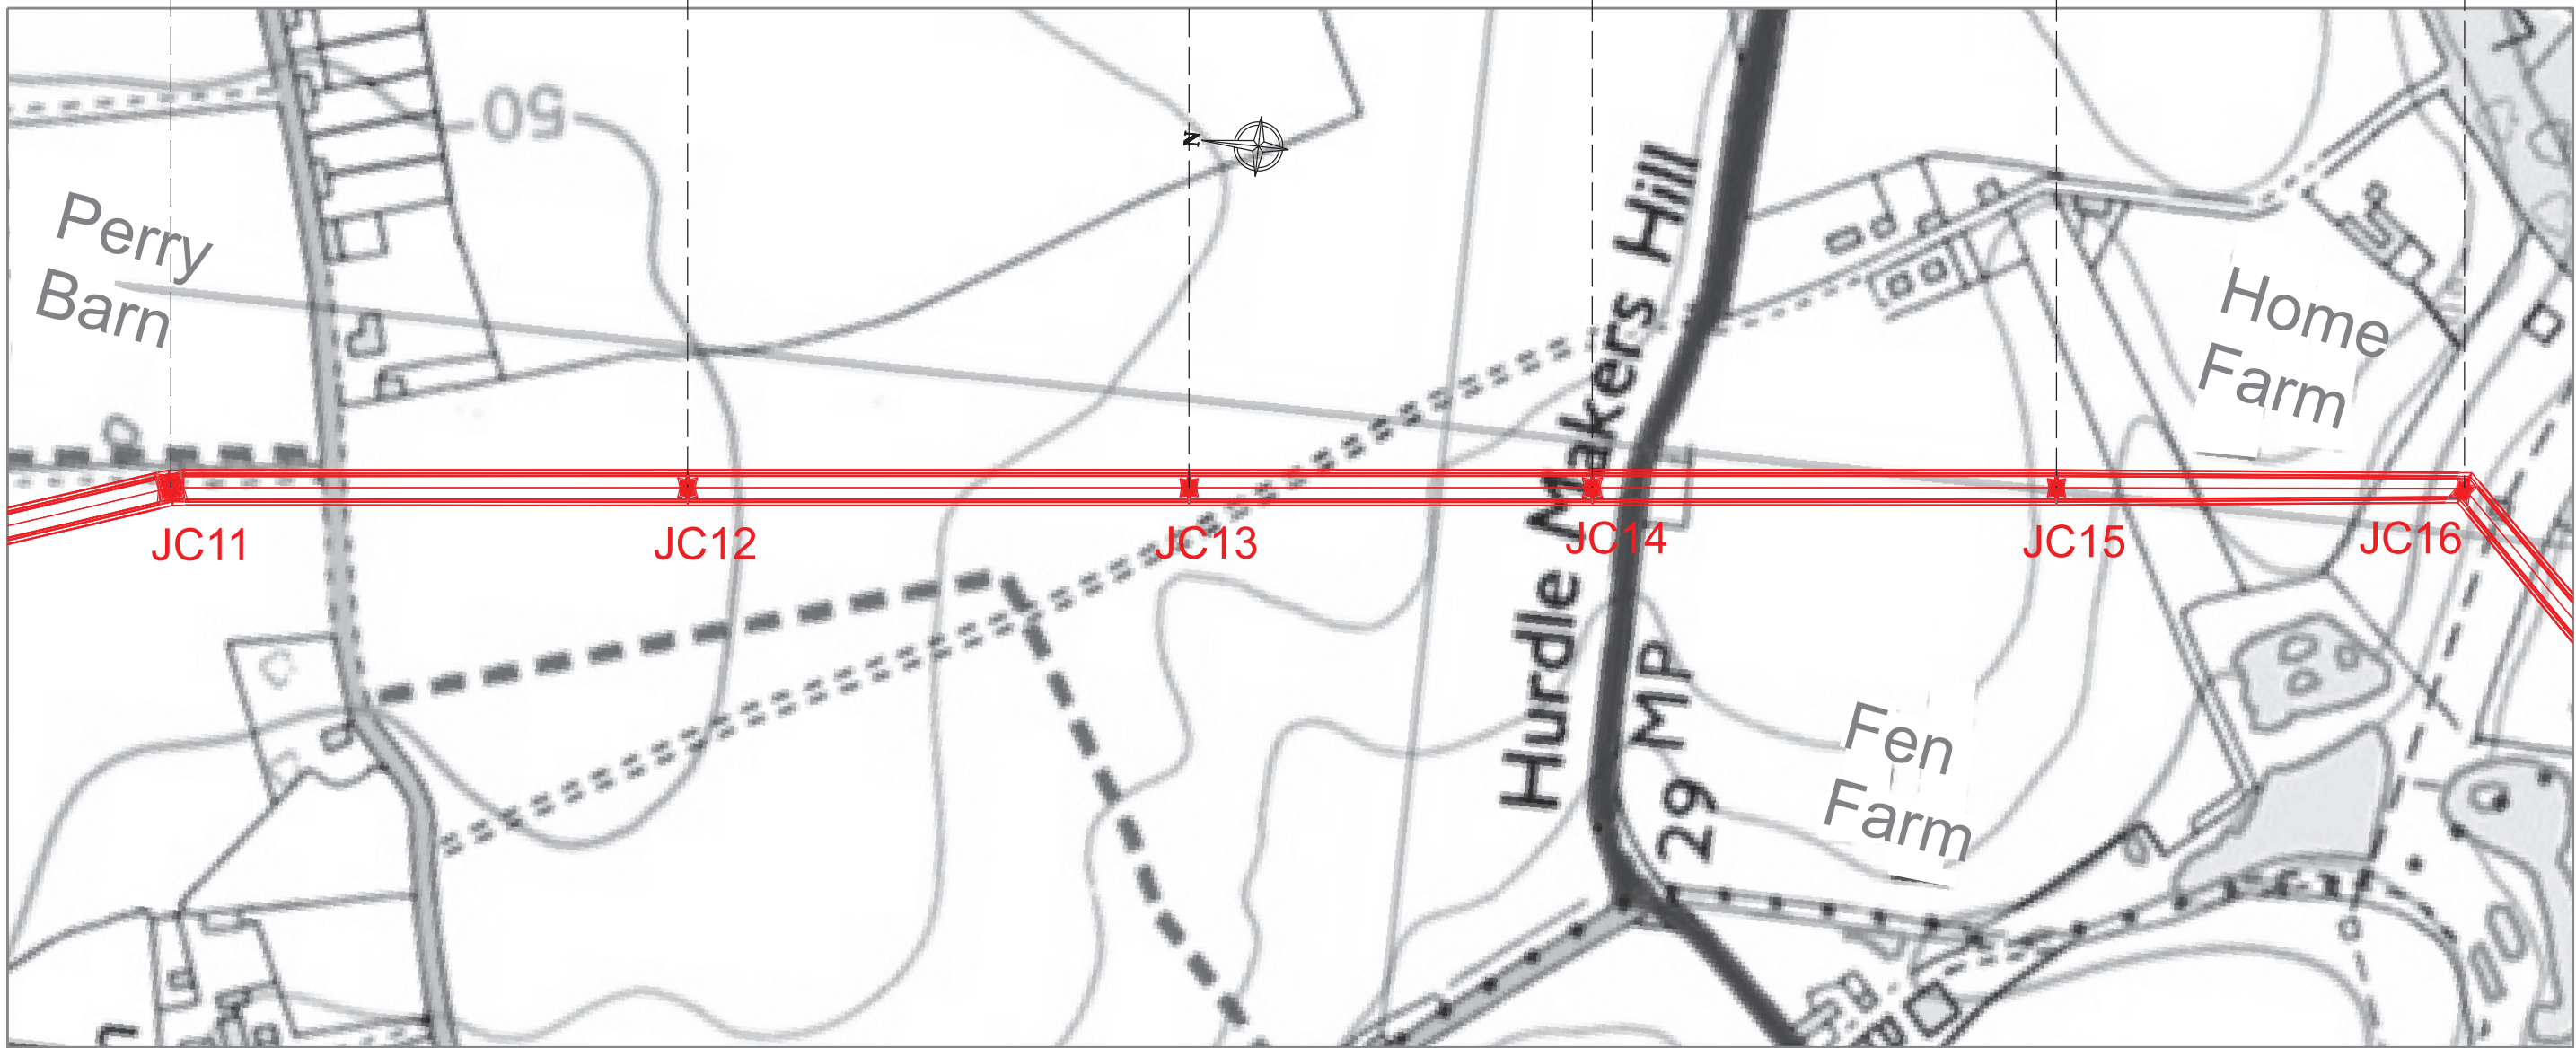 50
N
Perry
Barn
Hurdle Makers Hill
Home
Farm
JC11
JC12
JC13
JC14
JC15
JC16
MP
29
Fen
Farm